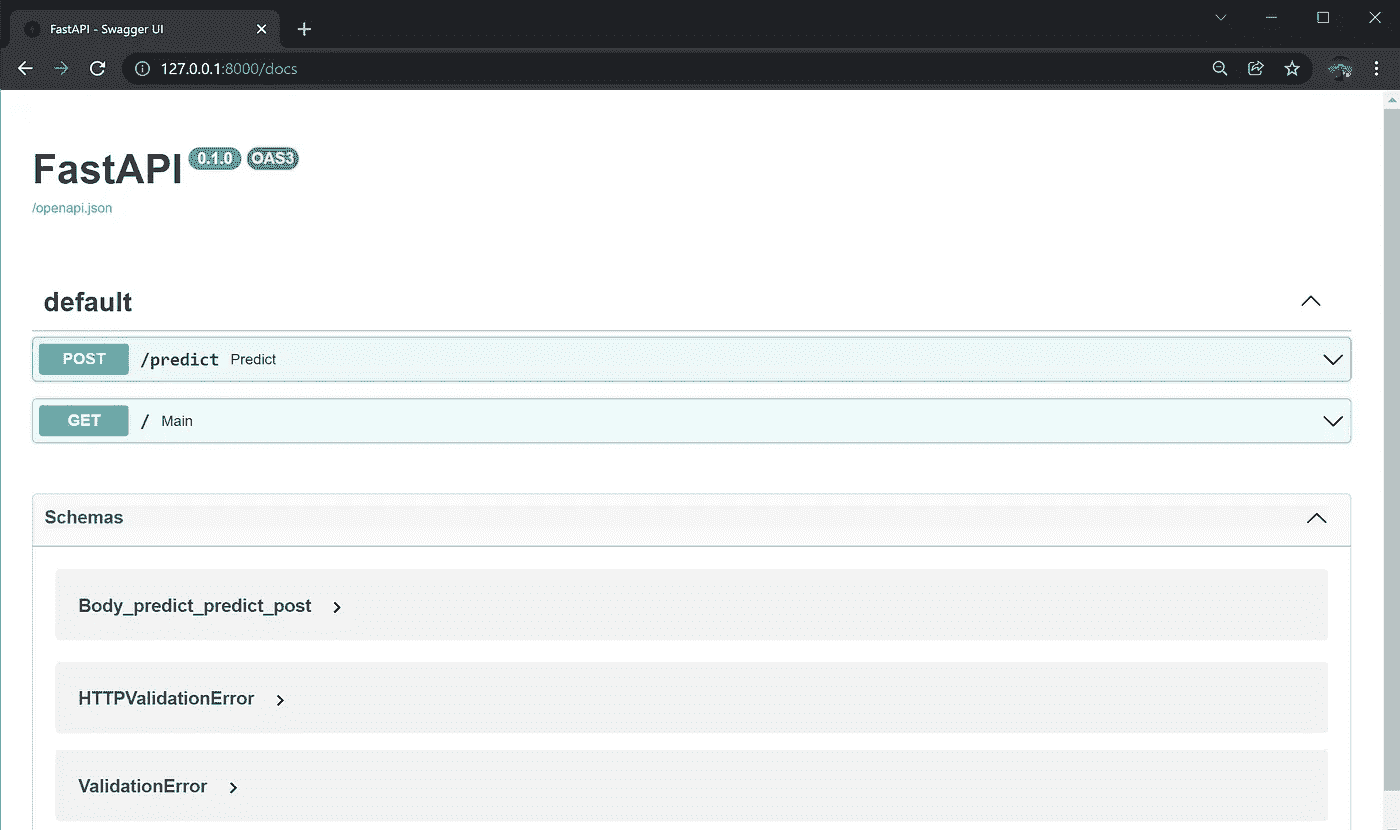 FastAPI - Swagger UI
127.0.0.1:8000/docs
FastAPI 0.1.0 OAS3
/openapi.json
default
POST /predict Predict
GET / Main
Schemas
Body_predict_predict_post
HTTPValidationError
ValidationError